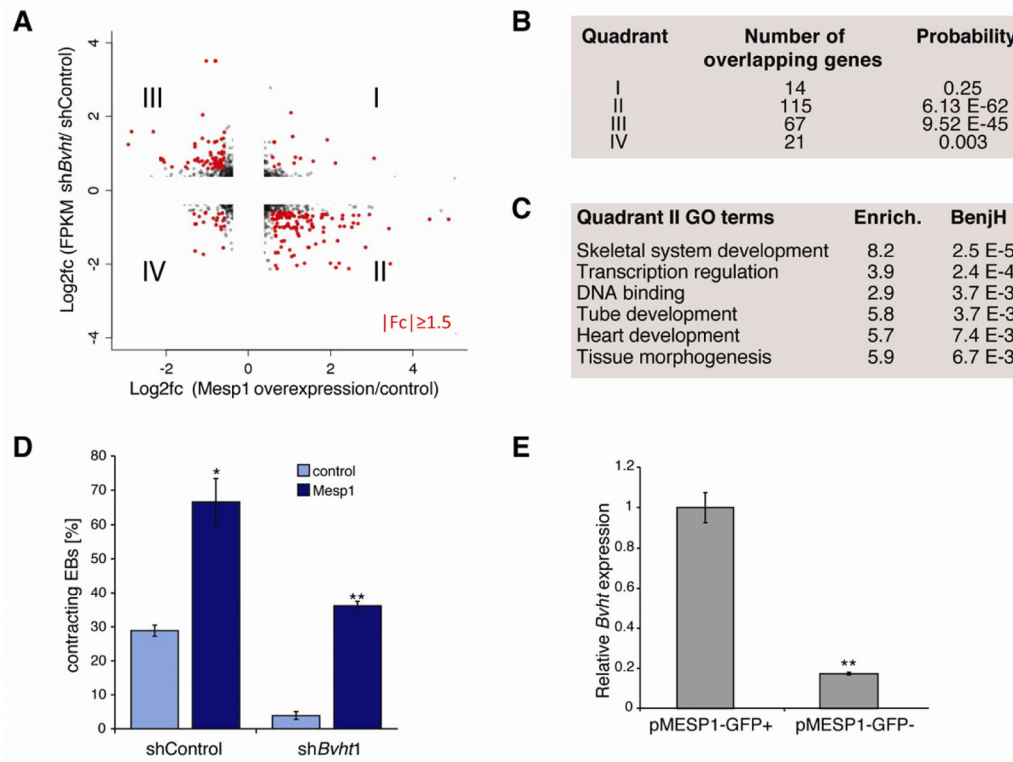 A
Log2fc (FPKM shBvht/ shControl)
4
2
0
-2
-4
III
I
IV
II
|Fc|≥1.5
-2
0
2
4
Log2fc (Mesp1 overexpression/control)
B
Quadrant Number of Probability
overlapping genes
I 14 0.25
II 115 6.13 E-62
III 67 9.52 E-45
IV 21 0.003
C
Quadrant II GO terms Enrich. BenjH
Skeletal system development 8.2 2.5 E-5
Transcription regulation 3.9 2.4 E-4
DNA binding 2.9 3.7 E-3
Tube development 5.8 3.7 E-3
Heart development 5.7 7.4 E-3
Tissue morphogenesis 5.9 6.7 E-3
D
contracting EBs [%]
80
70
60
50
40
30
20
10
0
*
**
control
Mesp1
shControl
shBvht1
E
Relative Bvht expression
1.2
1
0.8
0.6
0.4
0.2
0
**
pMESP1-GFP+
pMESP1-GFP-